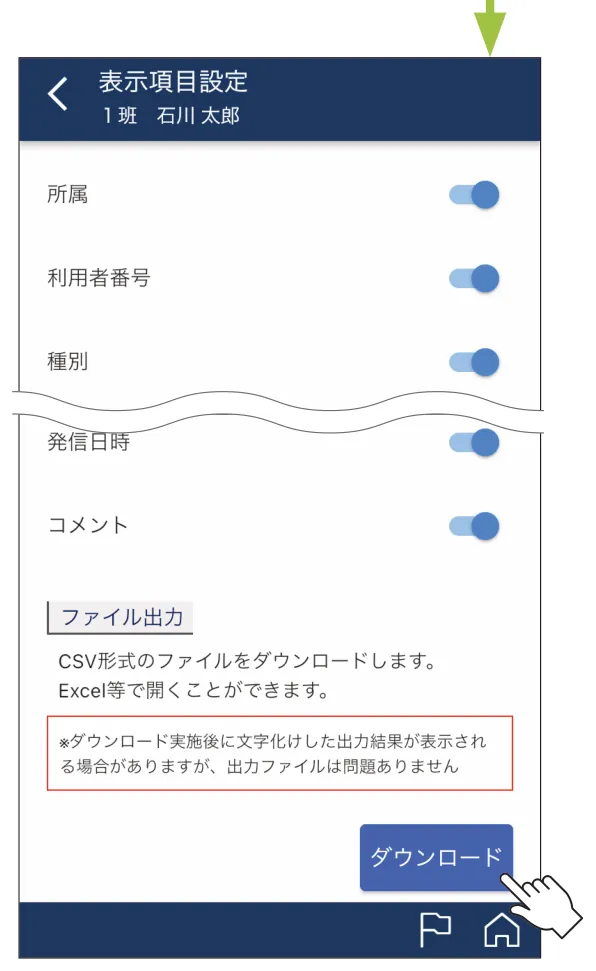 表示項目設定
1班　石川 太郎
所属
利用者番号
種別
発信日時
コメント
ファイル出力
CSV形式のファイルをダウンロードします。
Excel等で開くことができます。
※ダウンロード実施後に文字化けした出力結果が表示され
る場合がありますが、出力ファイルは問題ありません
ダウンロード